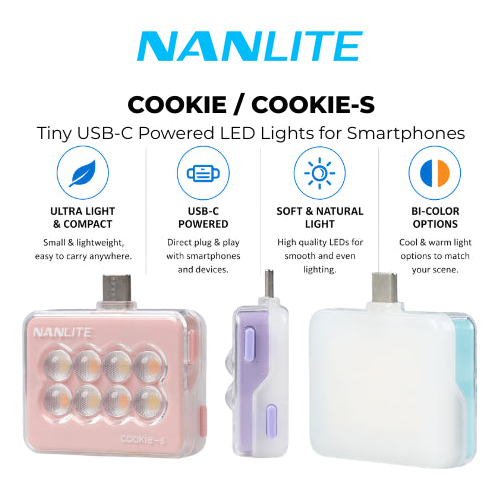 NANLITE
COOKIE / COOKIE-S
Tiny USB-C Powered LED Lights for Smartphones
ULTRA LIGHT
& COMPACT
Small & lightweight,
easy to carry anywhere.
USB-C
POWERED
Direct plug & play
with smartphones
and devices.
SOFT & NATURAL
LIGHT
High quality LEDs for
smooth and even
lighting.
BI-COLOR
OPTIONS
Cool & warm light
options to match
your scene.
NANLITE
COOKIE-S